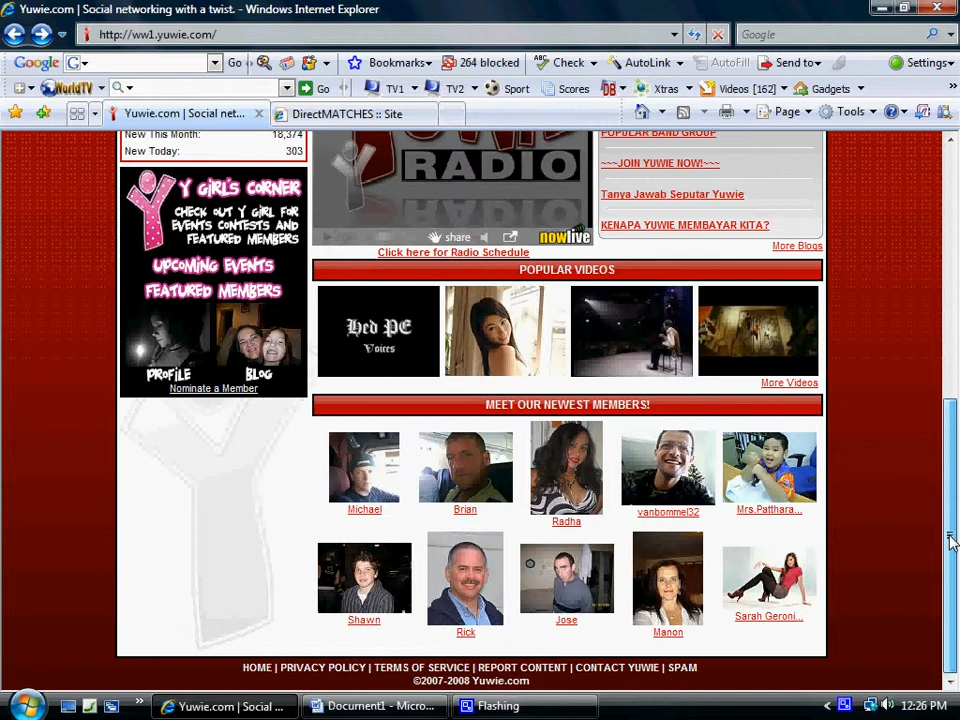 Yuwie.com | Social networking with a twist. - Windows Internet Explorer
http://ww1.yuwie.com/
Google
Google
G
Go
Bookmarks
264 blocked
Check
AutoLink
AutoFill
Send to
Settings
WorldTV
Go
TV1
TV2
Sport
Scores
Xtras
Videos [162]
Gadgets
Yuwie.com | Social net...
DirectMATCHES :: Site
Page
Tools
New This Month: 18,374
New Today: 303
Y GIRL'S CORNER
CHECK OUT Y GIRL FOR
EVENTS CONTESTS AND
FEATURED MEMBERS
UPCOMING EVENTS
FEATURED MEMBERS
PROFILE
BLOG
Nominate a Member
RADIO
share
nowlive
Click here for Radio Schedule
POPULAR BAND GROUP
~~~JOIN YUWIE NOW!~~~
Tanya Jawab Seputar Yuwie
KENAPA YUWIE MEMBAYAR KITA?
More Blogs
POPULAR VIDEOS
Hed PE
Voices
More Videos
MEET OUR NEWEST MEMBERS!
Michael
Brian
Radha
vanbommel32
Mrs.Patthara...
Shawn
Rick
Jose
Manon
Sarah Geroni...
HOME | PRIVACY POLICY | TERMS OF SERVICE | REPORT CONTENT | CONTACT YUWIE | SPAM
©2007-2008 Yuwie.com
Yuwie.com | Social ...
Document1 - Micro...
Flashing
12:26 PM